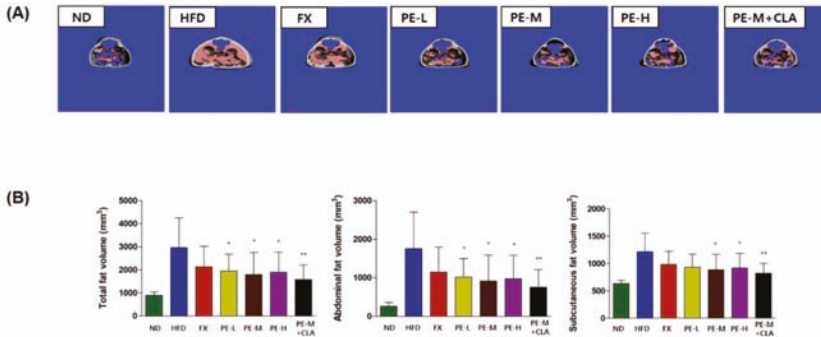 (A)
ND HFD FX PE-L PE-M PE-H PE-M+CLA
(B)
Total fat volume (mm³)
5000
4000
3000
2000
1000
0
ND HFD FX PE-L PE-M PE-H PE-M
+CLA
* * * **
Abdominal fat volume (mm³)
3000
2000
1000
0
ND HFD FX PE-L PE-M PE-H PE-M
+CLA
* * * **
Subcutaneous fat volume (mm³)
2000
1500
1000
500
0
ND HFD FX PE-L PE-M PE-H PE-M
+CLA
* * **